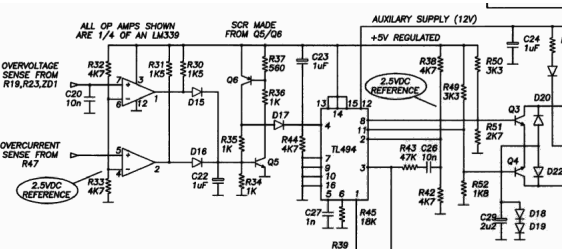 ALL OP AMPS SHOWN
ARE 1/4 OF AN LM339
SCR MADE
FROM Q5/Q6
AUXILARY SUPPLY (12V)
+5V REGULATED
C24
1uF
OVERVOLTAGE
SENSE FROM
R19,R23,ZD1
R32
4K7
R31
1K5
R30
1K5
R37
560
C23
1uF
R38
4K7
R50
3K3
C20
10n
7
6
3
12
1
D15
Q6
R36
1K
2.5VDC
REFERENCE
R49
3K3
D20
Q3
D17
13
14
15
12
4
8
11
2
3
R51
2K7
OVERCURRENT
SENSE FROM
R47
5
4
2
D16
R35
1K
R44
4K7
7
9
10
16
TL494
R43
47K
C26
10n
Q4
D22
2.5VDC
REFERENCE
R33
4K7
C22
1uF
Q5
R34
1K
R42
4K7
R52
1K8
C27
1n
5
6
1
R45
18K
R39
C29
2u2
D18
D19